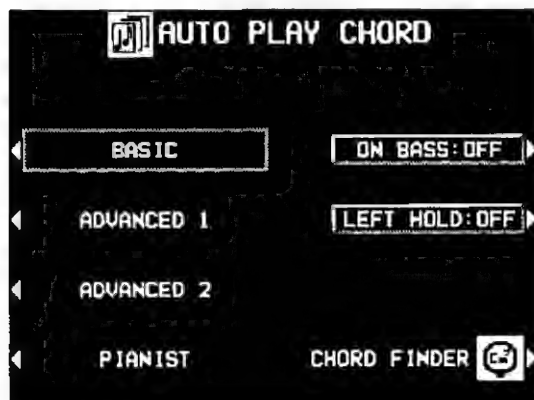 AUTO PLAY CHORD
BASIC
ON BASS:OFF
ADVANCED 1
LEFT HOLD:OFF
ADVANCED 2
PIANIST
CHORD FINDER